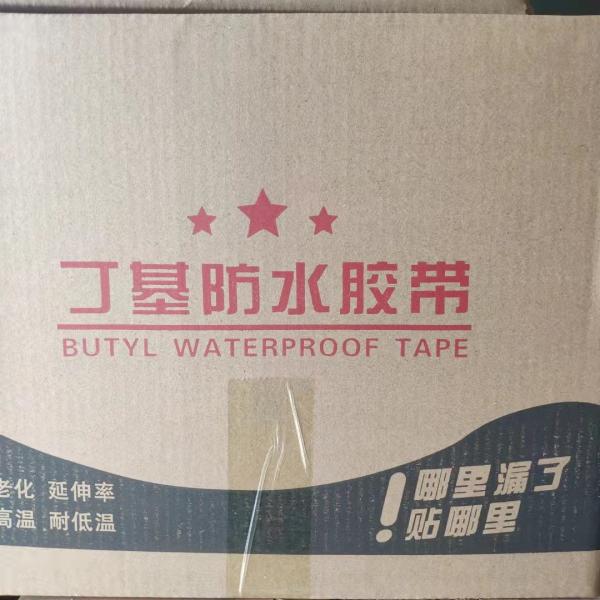 丁基防水胶带
BUTYL WATERPROOF TAPE
老化 延伸率
高温 耐低温
哪里漏了
贴哪里!